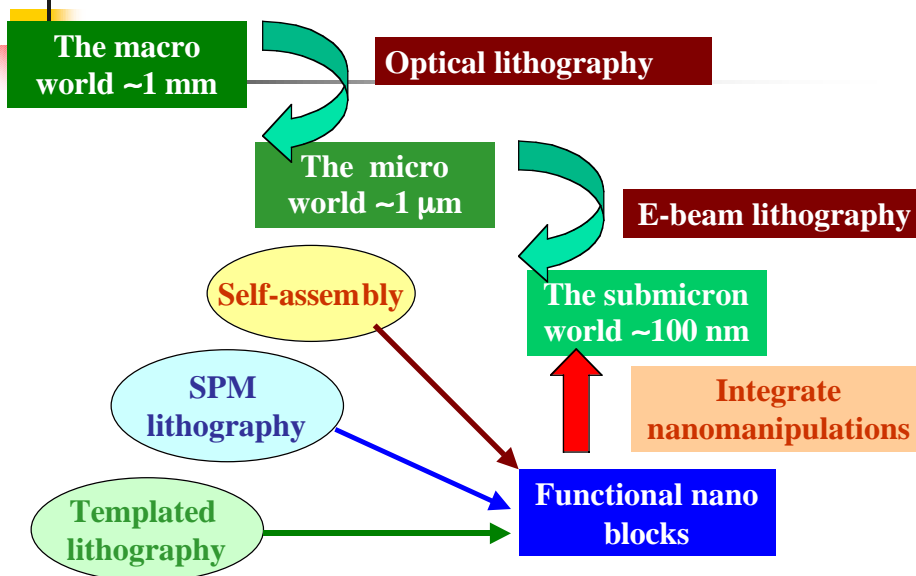 The macro
world ~1 mm
Optical lithography
The micro
world ~1 μm
E-beam lithography
Self-assembly
The submicron
world ~100 nm
SPM
lithography
Integrate
nanomanipulations
Functional nano
blocks
Templated
lithography